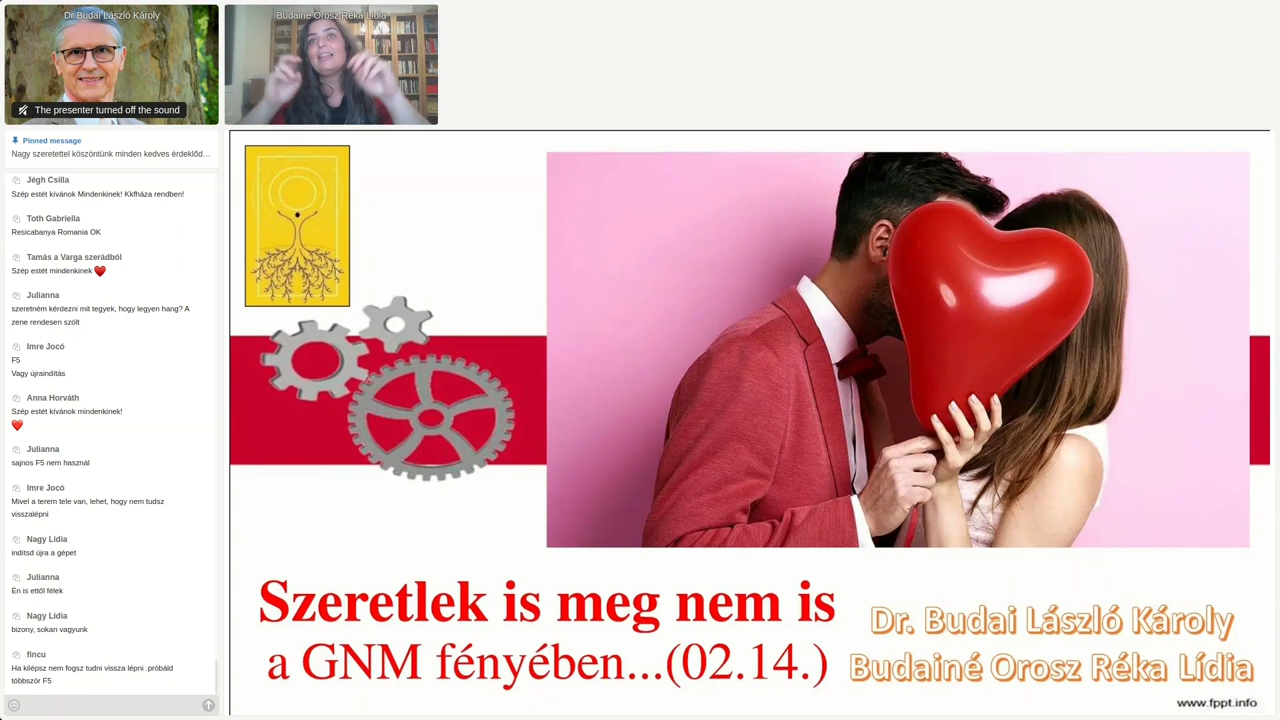 Dr Budai László Károly
Budainé Orosz Réka Lídia
The presenter turned off the sound
Pinned message
Nagy szeretettel köszöntünk minden kedves érdeklőd…
Jégh Csilla
Szép estét kívánok Mindenkinek! Kkfháza rendben!
Toth Gabriella
Resicabanya Romania OK
Tamás a Varga szerádból
Szép estét mindenkinek ❤️
Julianna
szeretném kérdezni mit tegyek, hogy legyen hang? A
zene rendesen szólt
Imre Jocó
F5
Vagy újraindítás
Anna Horváth
Szép estét kívánok mindenkinek!
❤️
Julianna
sajnos F5 nem használ
Imre Jocó
Mivel a terem tele van, lehet, hogy nem tudsz
visszalépni
Nagy Lídia
indítsd újra a gépet
Julianna
Én is ettől félek
Nagy Lídia
bizony, sokan vagyunk
fincu
Ha kilépsz nem fogsz tudni vissza lépni .próbáld
többször F5
Szeretlek is meg nem is
a GNM fényében...(02.14.)
Dr. Budai László Károly
Budainé Orosz Réka Lídia
www.fppt.info